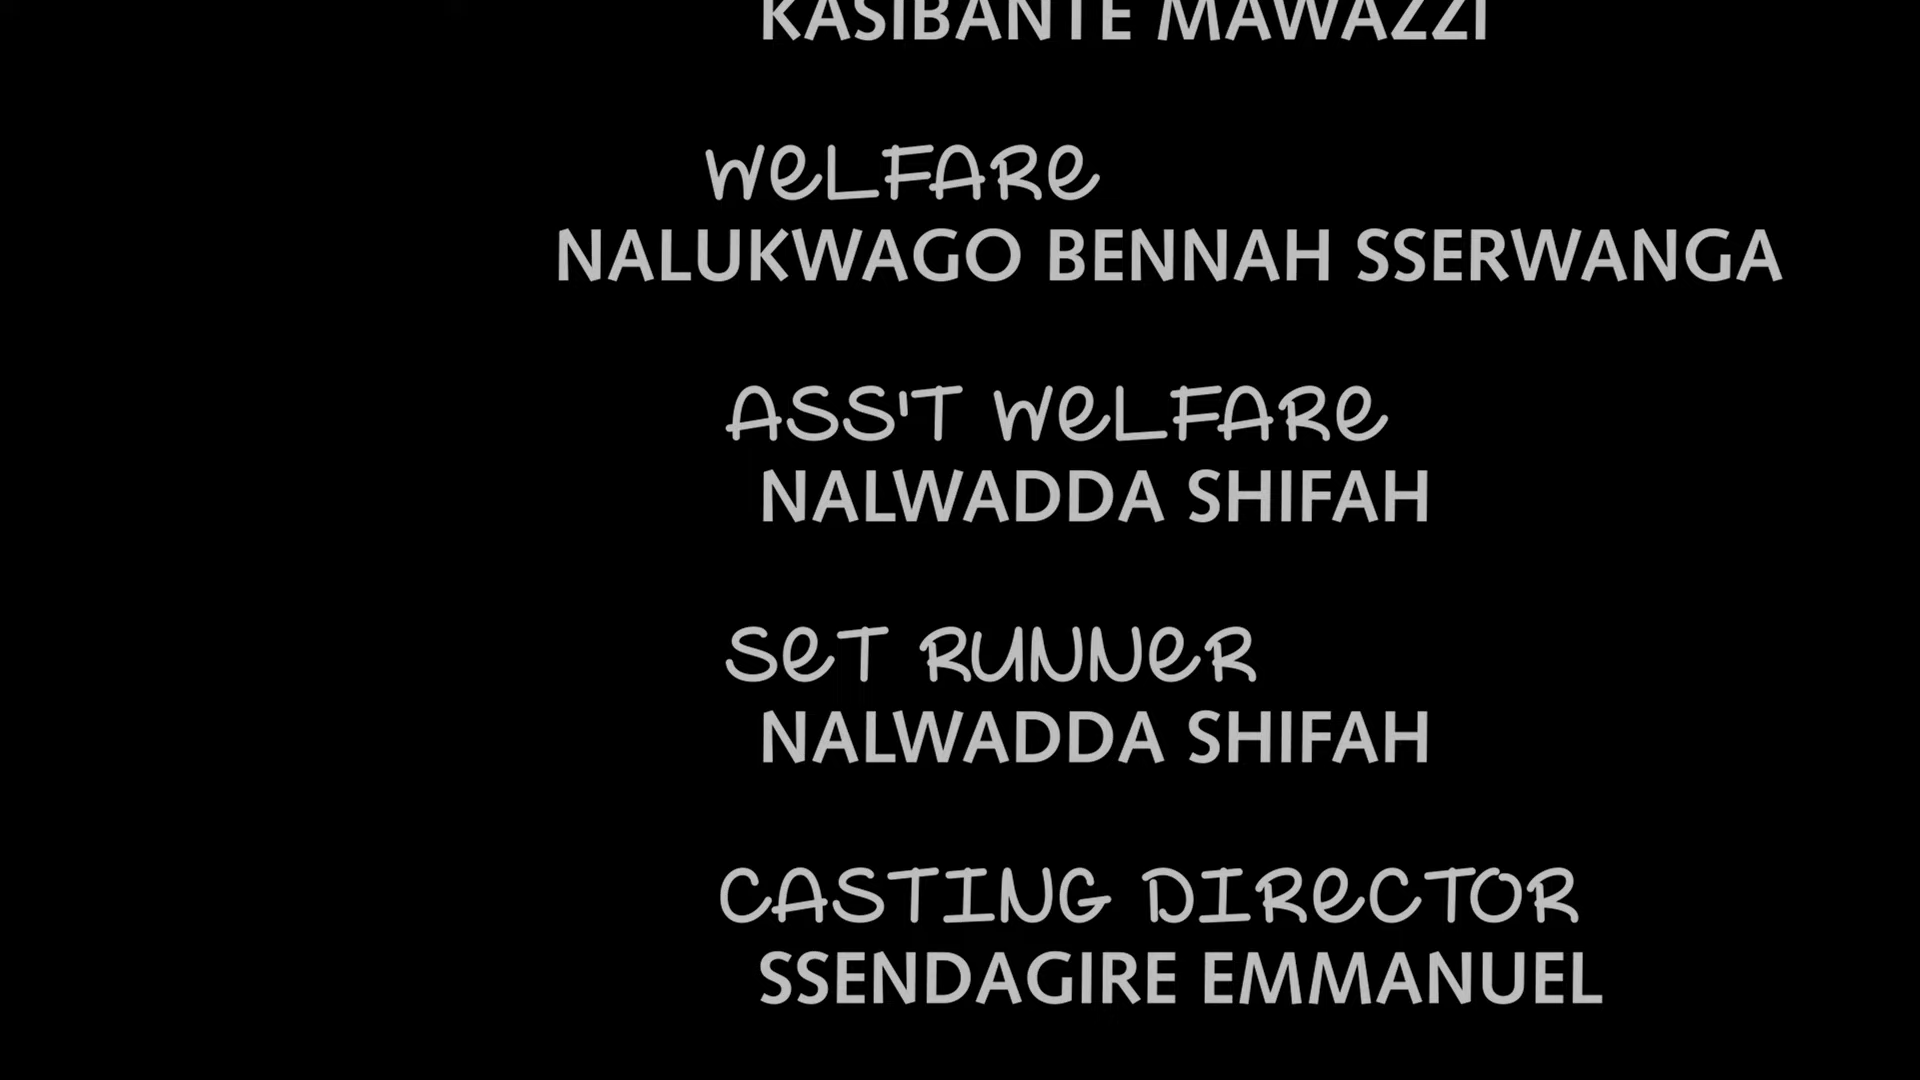 KASIBANTE MAWAZZI
WELFARE
NALUKWAGO BENNAH SSERWANGA
ASS'T WELFARE
NALWADDA SHIFAH
SET RUNNER
NALWADDA SHIFAH
CASTING DIRECTOR
SSENDAGIRE EMMANUEL